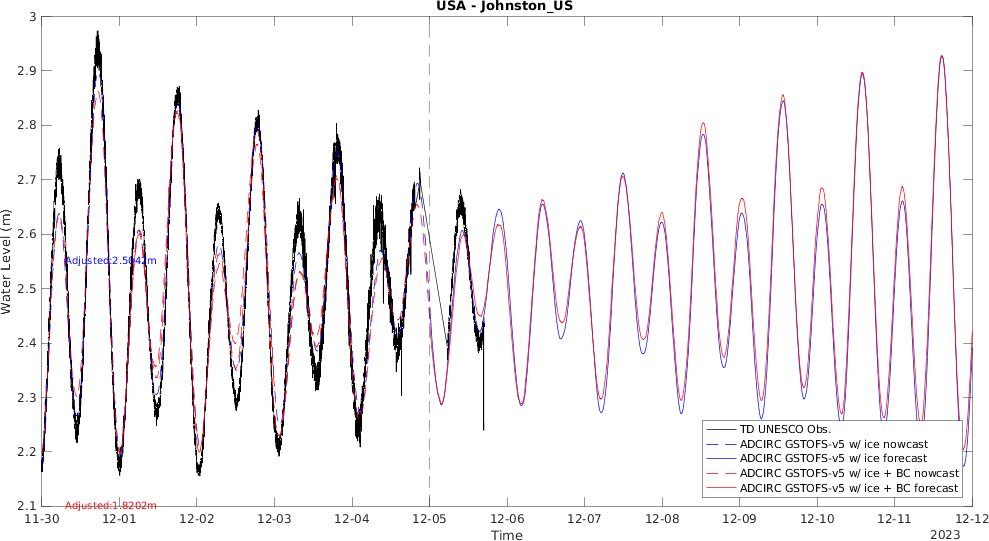 USA - Johnston_US
Water Level (m)
3
2.9
2.8
2.7
2.6
2.5
2.4
2.3
2.2
2.1
Adjusted:2.5042m
Adjusted:1.8202m
TD UNESCO Obs.
ADCIRC GSTOFS-v5 w/ ice nowcast
ADCIRC GSTOFS-v5 w/ ice forecast
ADCIRC GSTOFS-v5 w/ ice + BC nowcast
ADCIRC GSTOFS-v5 w/ ice + BC forecast
11-30 12-01 12-02 12-03 12-04 12-05 12-06 12-07 12-08 12-09 12-10 12-11 12-12
Time
2023